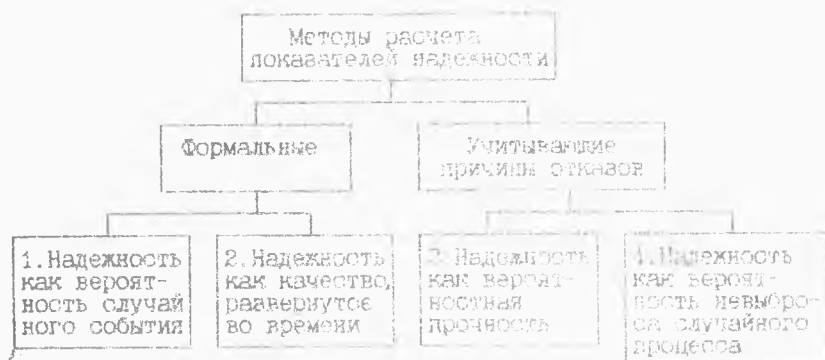 Методы расчета
показателей надежности
Формальные
Учитывающие
причины отказов
1.Надежность
как вероят-
ность случай
ного события
2.Надежность
как качество,
развернутое
во времени
3.Надежность
как вероят-
ностная
прочность
4.Надежность
как вероят-
ность невыбро-
са случайного
процесса